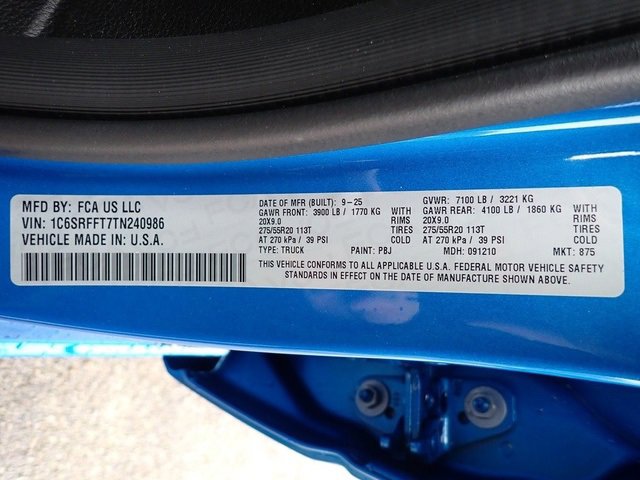 MFD BY: FCA US LLC
VIN: 1C6SRFFT7TN240986
VEHICLE MADE IN: U.S.A.
DATE OF MFR (BUILT): 9-25 GVWR: 7100 LB / 3221 KG
GAWR FRONT: 3900 LB / 1770 KG WITH GAWR REAR: 4100 LB / 1860 KG WITH
20X9.0 RIMS 20X9.0 RIMS
275/55R20 113T TIRES 275/55R20 113T TIRES
AT 270 kPa / 39 PSI COLD AT 270 kPa / 39 PSI COLD
TYPE: TRUCK PAINT: PBJ MDH: 091210 MKT: 875
THIS VEHICLE CONFORMS TO ALL APPLICABLE U.S.A. FEDERAL MOTOR VEHICLE SAFETY
STANDARDS IN EFFECT ON THE DATE OF MANUFACTURE SHOWN ABOVE.